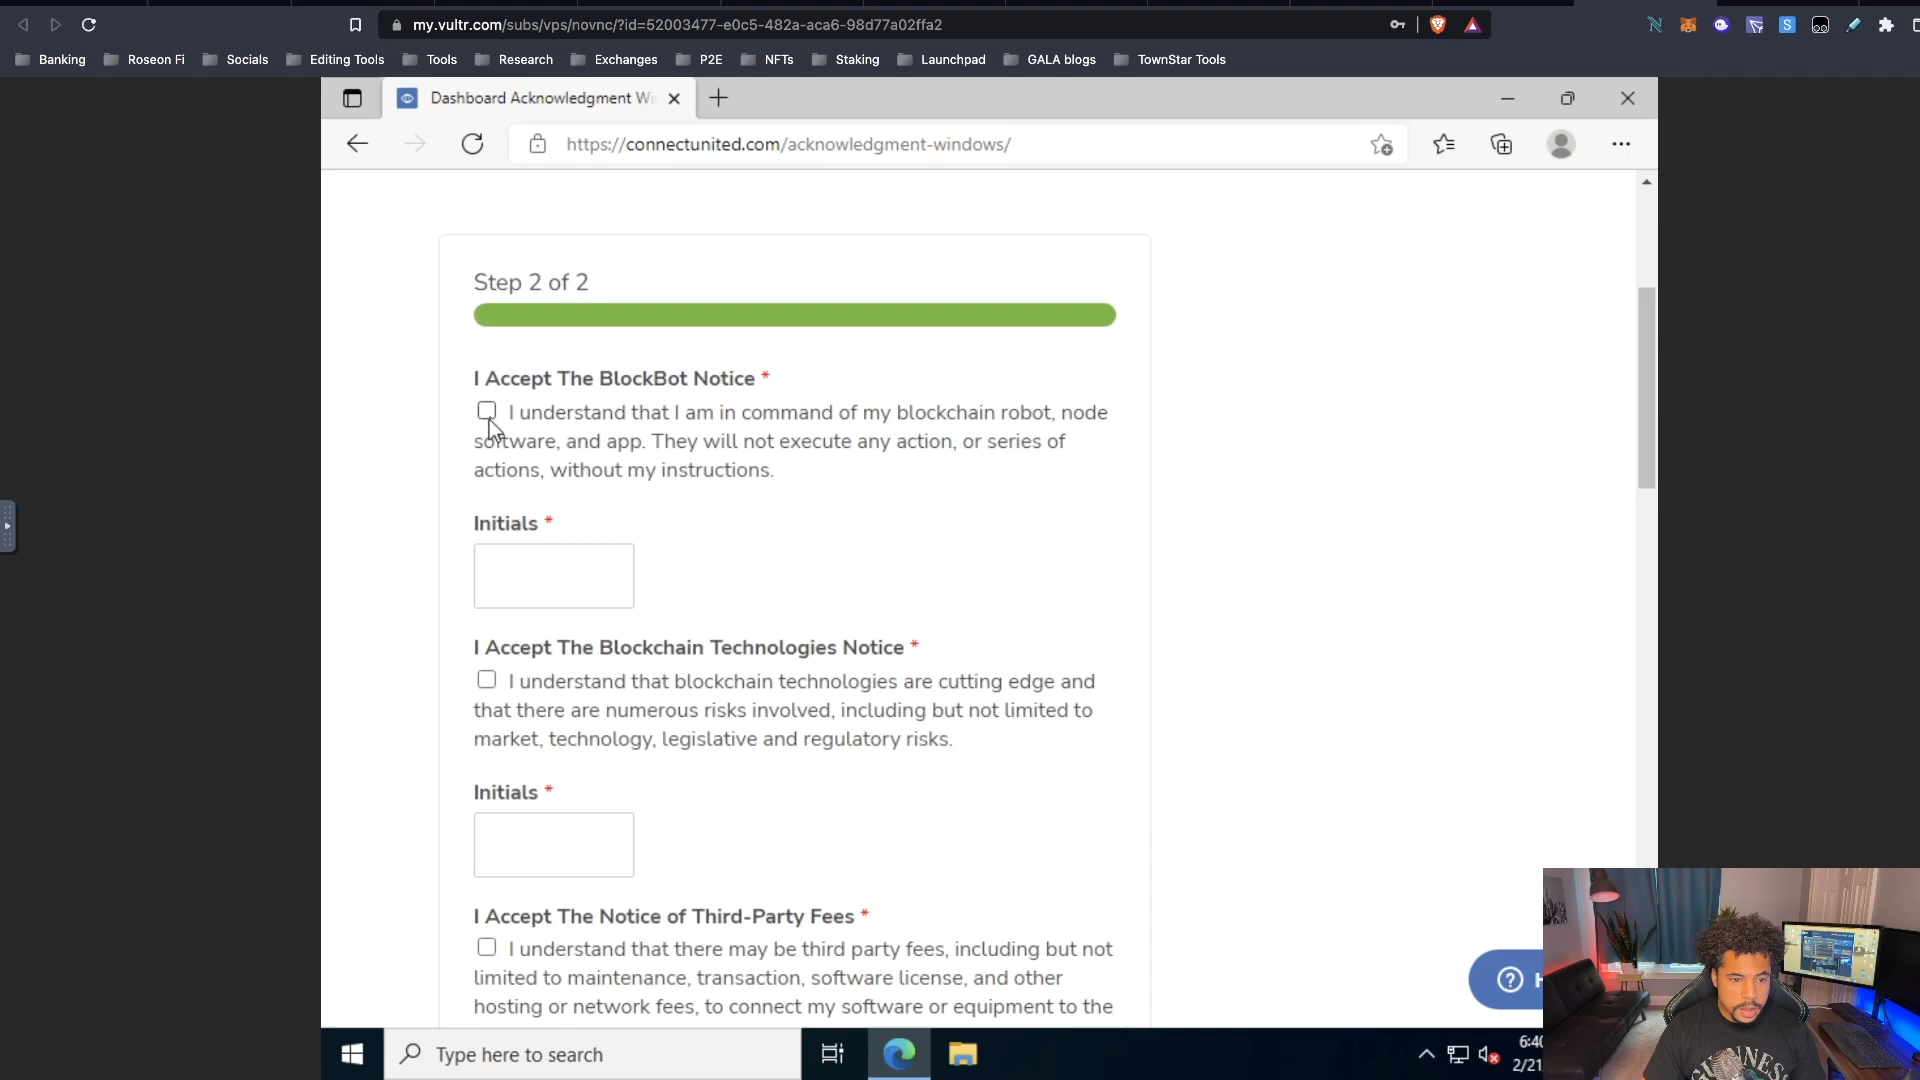 my.vultr.com/subs/vps/novnc/?id=52003477-e0c5-482a-aca6-98d77a02ffa2
Banking Roseon Fi Socials Editing Tools Tools Research Exchanges P2E NFTs Staking Launchpad GALA blogs TownStar Tools
Dashboard Acknowledgment Wi
https://connectunited.com/acknowledgment-windows/
Step 2 of 2
I Accept The BlockBot Notice *
I understand that I am in command of my blockchain robot, node
software, and app. They will not execute any action, or series of
actions, without my instructions.
Initials *
I Accept The Blockchain Technologies Notice *
I understand that blockchain technologies are cutting edge and
that there are numerous risks involved, including but not limited to
market, technology, legislative and regulatory risks.
Initials *
I Accept The Notice of Third-Party Fees *
I understand that there may be third party fees, including but not
limited to maintenance, transaction, software license, and other
hosting or network fees, to connect my software or equipment to the
Type here to search
6:40
2/21